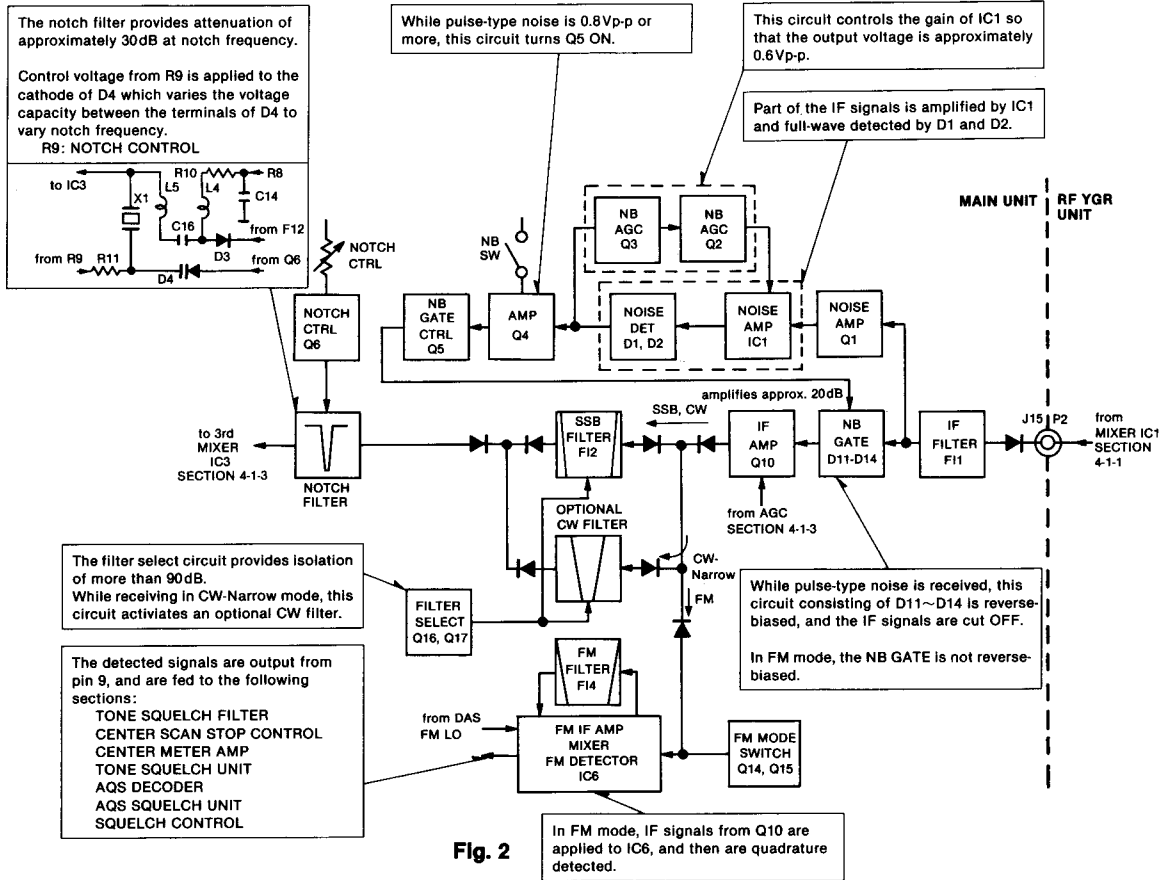 The notch filter provides attenuation of
approximately 30dB at notch frequency.
Control voltage from R9 is applied to the
cathode of D4 which varies the voltage
capacity between the terminals of D4 to
vary notch frequency.
R9: NOTCH CONTROL
to IC3
X1
L5
R10
L4
R8
C14
C16
D3
from F12
from R9
R11
D4
from Q6
While pulse-type noise is 0.8Vp-p or
more, this circuit turns Q5 ON.
This circuit controls the gain of IC1 so
that the output voltage is approximately
0.6Vp-p.
Part of the IF signals is amplified by IC1
and full-wave detected by D1 and D2.
MAIN UNIT
RF YGR
UNIT
NB
AGC
Q3
NB
AGC
Q2
NB
SW
NOTCH
CTRL
NOTCH
CTRL
Q6
NB
GATE
CTRL
Q5
AMP
Q4
NOISE
DET
D1, D2
NOISE
AMP
IC1
NOISE
AMP
Q1
amplifies approx. 20dB
SSB, CW
J15
P2
from
MIXER IC1
SECTION
4-1-1
to 3rd
MIXER
IC3
SECTION 4-1-3
NOTCH
FILTER
SSB
FILTER
FI2
IF
AMP
Q10
NB
GATE
D11-D14
IF
FILTER
FI1
from AGC
SECTION 4-1-3
OPTIONAL
CW FILTER
CW-
Narrow
FM
The filter select circuit provides isolation
of more than 90dB.
While receiving in CW-Narrow mode, this
circuit activiates an optional CW filter.
FILTER
SELECT
Q16, Q17
While pulse-type noise is received, this
circuit consisting of D11~D14 is reverse-
biased, and the IF signals are cut OFF.
In FM mode, the NB GATE is not reverse-
biased.
The detected signals are output from
pin 9, and are fed to the following
sections:
TONE SQUELCH FILTER
CENTER SCAN STOP CONTROL
CENTER METER AMP
TONE SQUELCH UNIT
AQS DECODER
AQS SQUELCH UNIT
SQUELCH CONTROL
FM
FILTER
FI4
from DAS
FM LO
FM IF AMP
MIXER
FM DETECTOR
IC6
FM MODE
SWITCH
Q14, Q15
In FM mode, IF signals from Q10 are
applied to IC6, and then are quadrature
detected.
Fig. 2